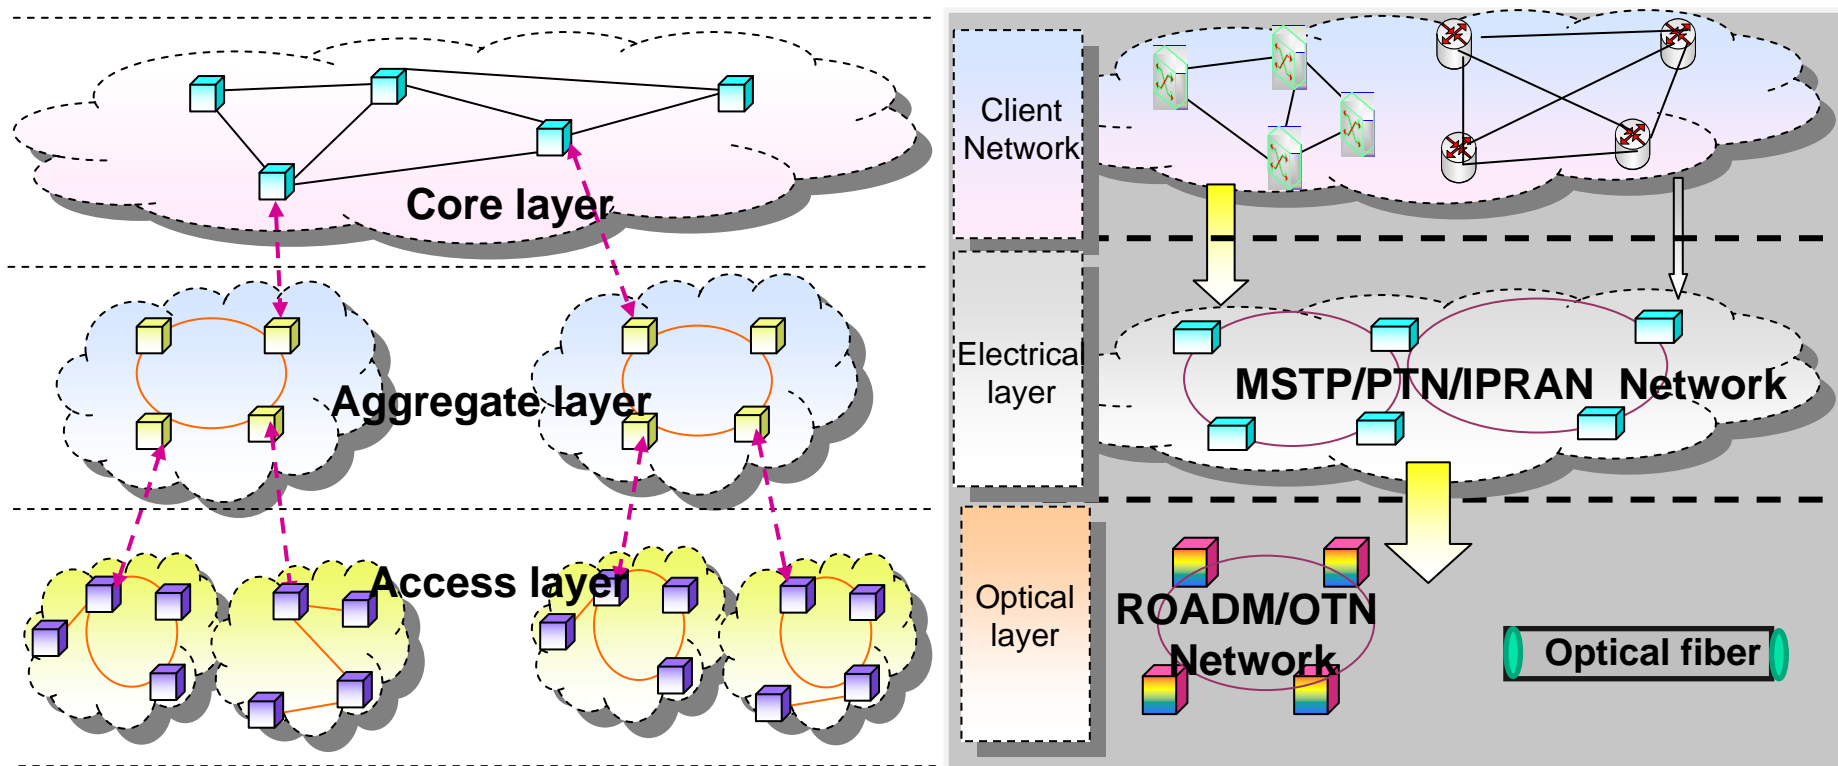 Core layer
Aggregate layer
Access layer
Client
Network
Electrical
layer
MSTP/PTN/IPRAN Network
Optical
layer
ROADM/OTN
Network
Optical fiber